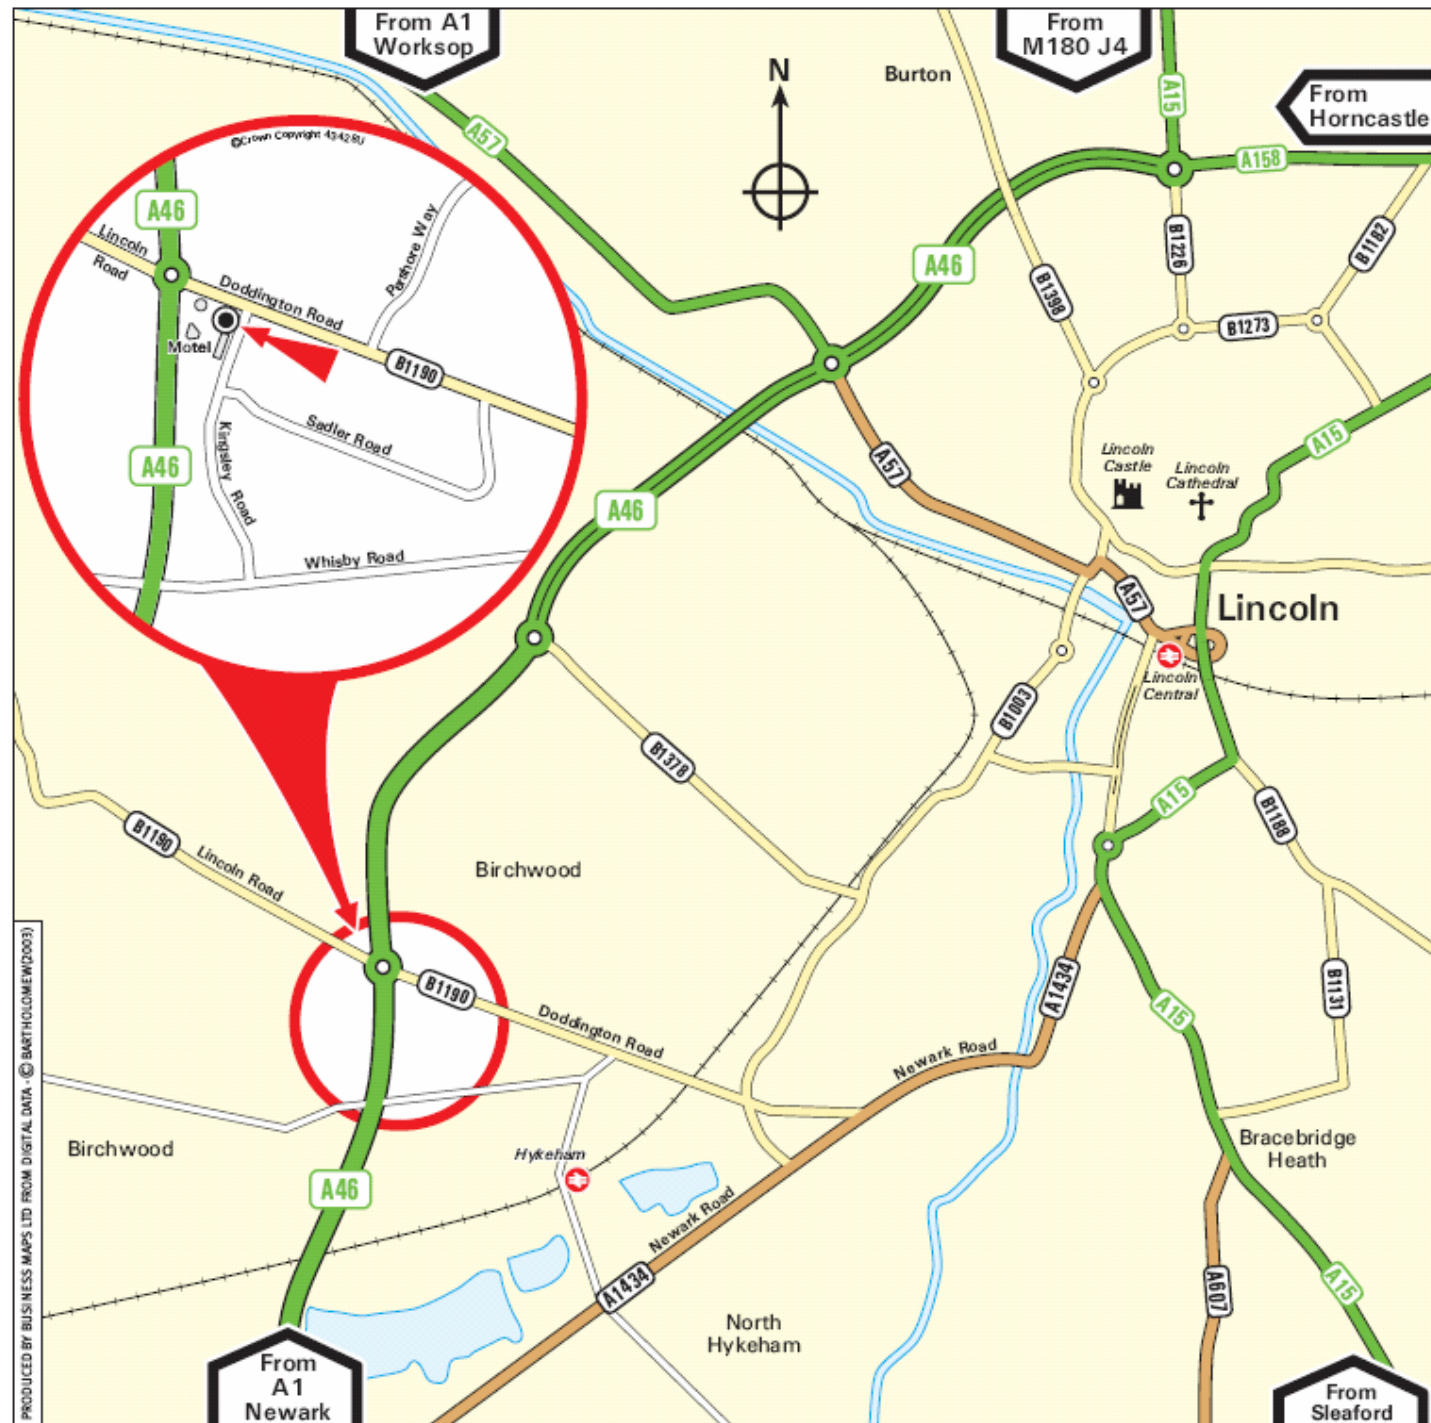 From A1
Worksop
From
M180 J4
From
Horncastle
Burton
N
A15
A57
A158
©Crown Copyright 43428U
A46
Lincoln
Road
Doddington Road
Pershore Way
Motel
B1190
Sadler Road
Kingsley Road
A46
Whisby Road
A46
B1398
B1226
B1182
B1273
A15
A57
A46
Lincoln
Castle
Lincoln
Cathedral
A57
Lincoln
Lincoln
Central
B1003
B1378
A15
B1188
B1190
Lincoln Road
Birchwood
B1190
Doddington Road
A1434
Newark Road
A15
B1131
Birchwood
Hykeham
A46
Newark Road
A1434
Bracebridge
Heath
A607
A15
North
Hykeham
From
A1
Newark
From
Sleaford
PRODUCED BY BUSINESS MAPS LTD FROM DIGITAL DATA - © BARTHOLOMEW(2003)